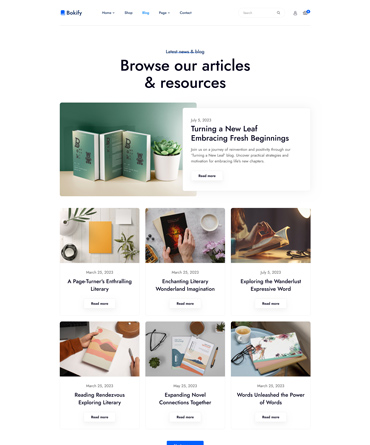 Bokify
Home Shop Blog Page Contact
Search
Latest news & blog
Browse our articles
& resources
July 5, 2023
Turning a New Leaf
Embracing Fresh Beginnings
Join us on a journey of reinvention and positivity through our
"Turning a New Leaf" blog. Uncover practical strategies and
motivation for embracing life's new chapters.
Read more
March 25, 2023
A Page-Turner's Enthralling
Literary
Read more
March 25, 2023
Enchanting Literary
Wonderland Imagination
Read more
July 5, 2023
Exploring the Wanderlust
Expressive Word
Read more
March 25, 2023
Reading Rendezvous
Exploring Literary
Read more
May 25, 2023
Expanding Novel
Connections Together
Read more
March 25, 2023
Words Unleashed the Power
of Words
Read more